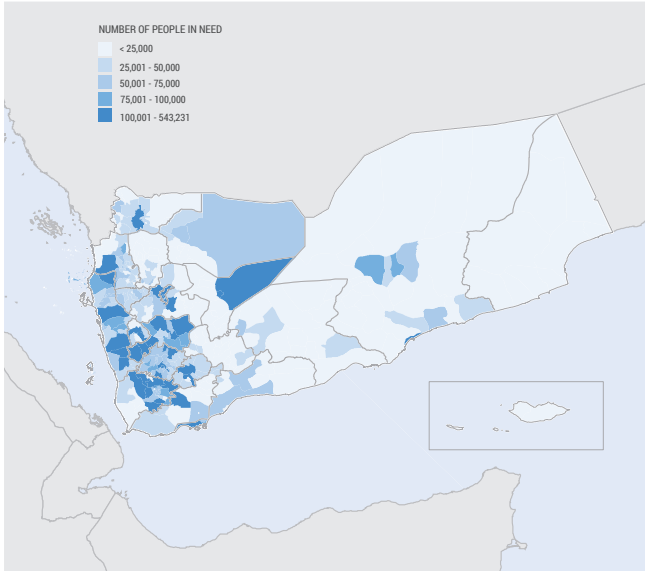 NUMBER OF PEOPLE IN NEED
< 25,000
25,001 - 50,000
50,001 - 75,000
75,001 - 100,000
100,001 - 543,231